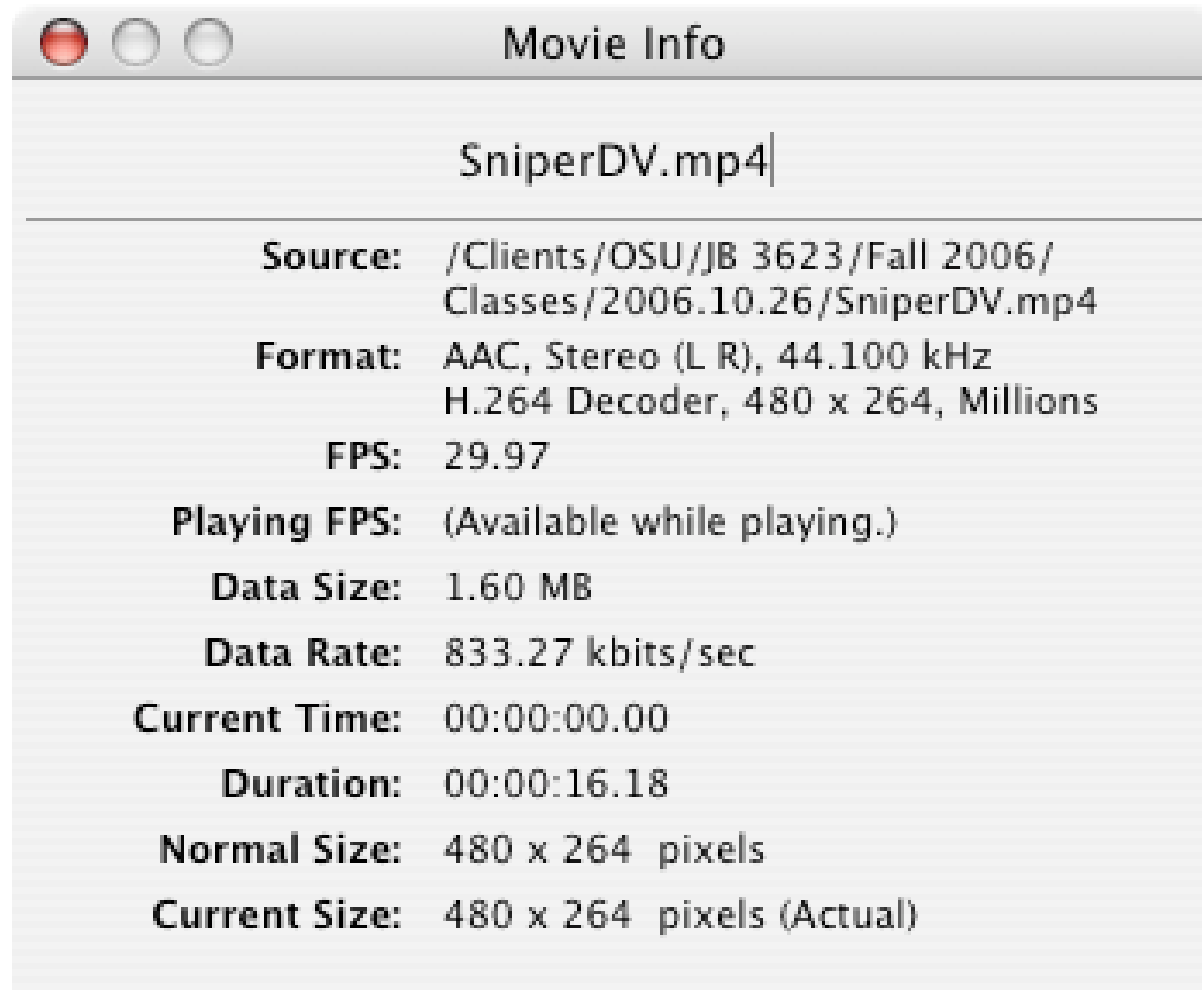 Movie Info
SniperDV.mp4
Source: /Clients/OSU/JB 3623/Fall 2006/
Classes/2006.10.26/SniperDV.mp4
Format: AAC, Stereo (L R), 44.100 kHz
H.264 Decoder, 480 x 264, Millions
FPS: 29.97
Playing FPS: (Available while playing.)
Data Size: 1.60 MB
Data Rate: 833.27 kbits/sec
Current Time: 00:00:00.00
Duration: 00:00:16.18
Normal Size: 480 x 264 pixels
Current Size: 480 x 264 pixels (Actual)